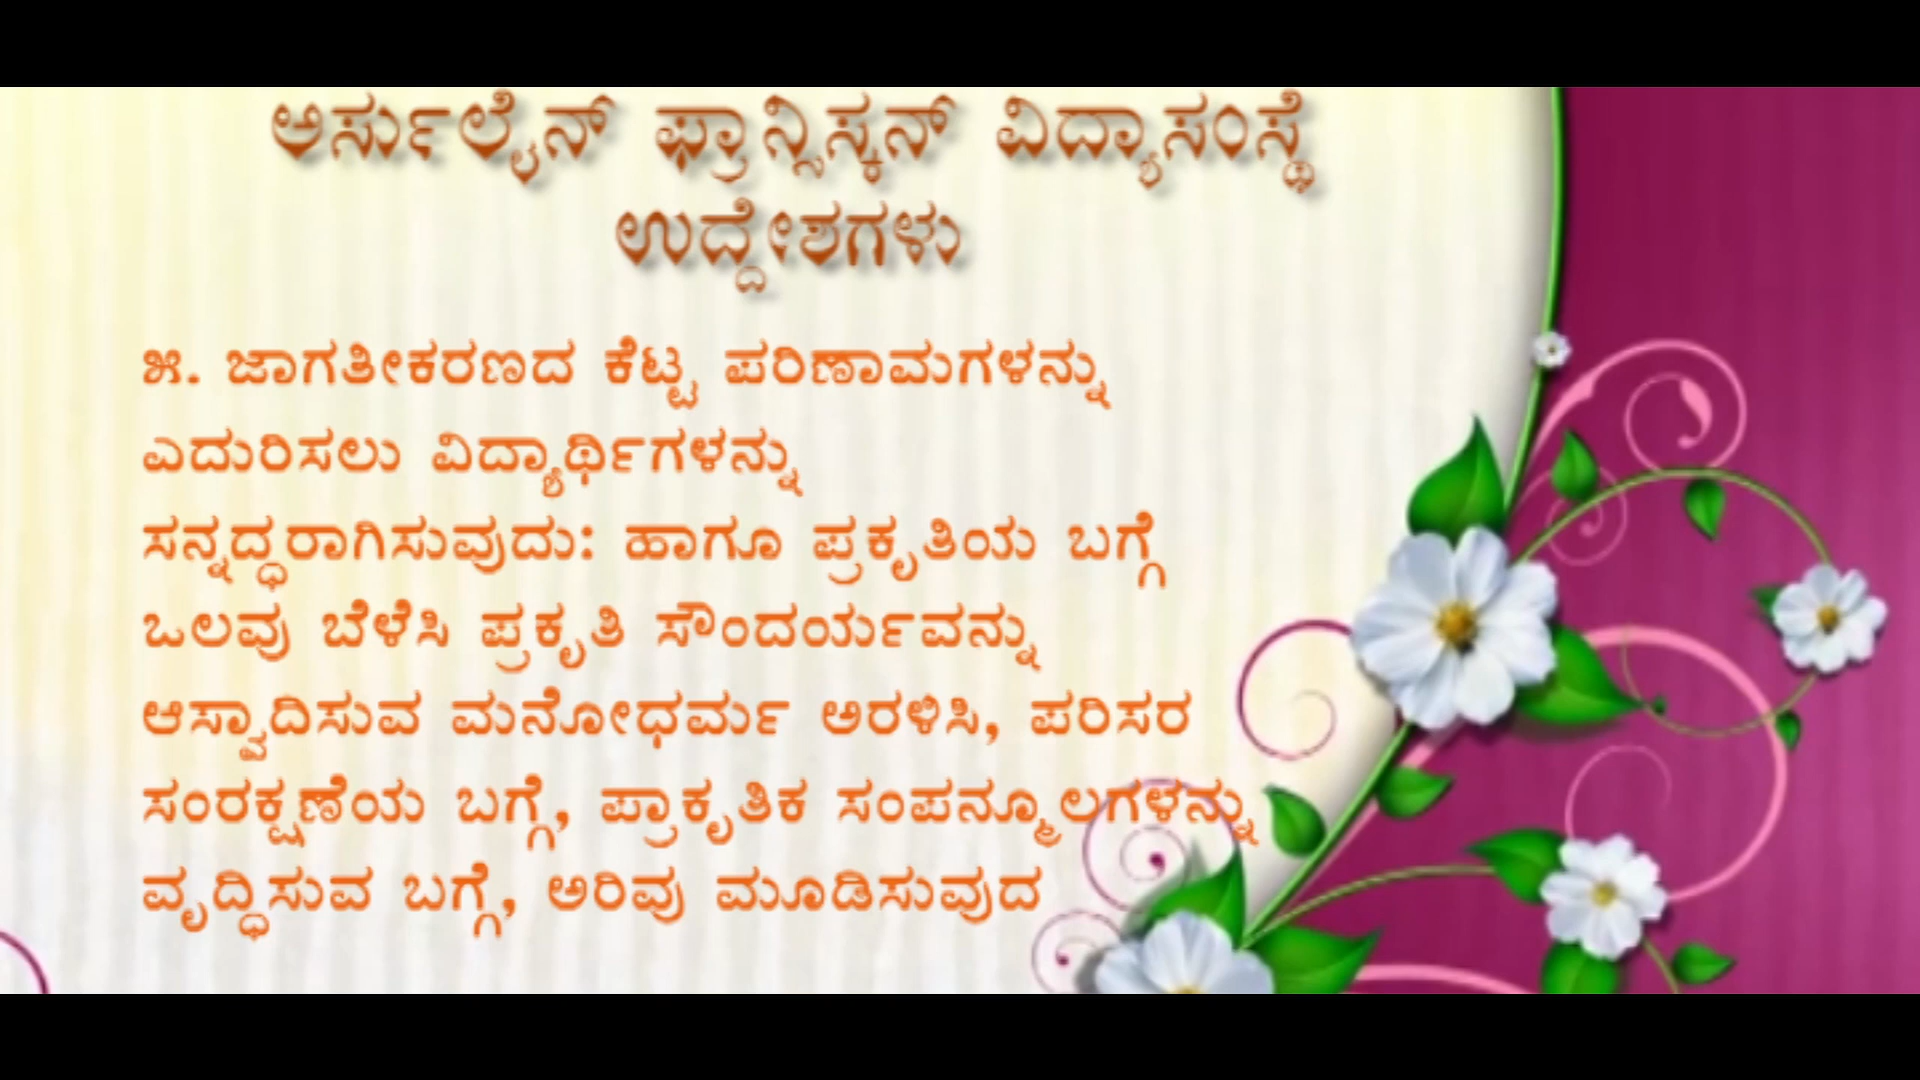 ಅರ್ಸುಲೈನ್ ಫ್ರಾನ್ಸಿಸ್ಕನ್ ವಿದ್ಯಾಸಂಸ್ಥೆ
ಉದ್ದೇಶಗಳು
೫. ಜಾಗತೀಕರಣದ ಕೆಟ್ಟ ಪರಿಣಾಮಗಳನ್ನು
ಎದುರಿಸಲು ವಿದ್ಯಾರ್ಥಿಗಳನ್ನು
ಸನ್ನದ್ಧರಾಗಿಸುವುದು: ಹಾಗೂ ಪ್ರಕೃತಿಯ ಬಗ್ಗೆ
ಒಲವು ಬೆಳೆಸಿ ಪ್ರಕೃತಿ ಸೌಂದರ್ಯವನ್ನು
ಆಸ್ವಾದಿಸುವ ಮನೋಧರ್ಮ ಅರಳಿಸಿ, ಪರಿಸರ
ಸಂರಕ್ಷಣೆಯ ಬಗ್ಗೆ, ಪ್ರಾಕೃತಿಕ ಸಂಪನ್ಮೂಲಗಳನ್ನು
ವೃದ್ಧಿಸುವ ಬಗ್ಗೆ, ಅರಿವು ಮೂಡಿಸುವುದ